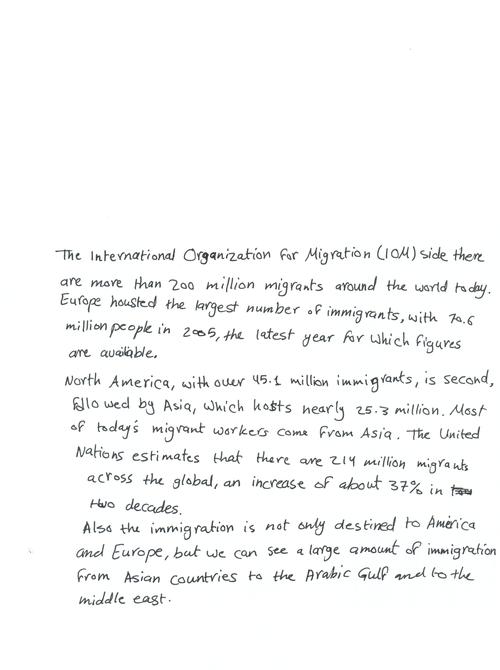 The International Organization for Migration (IOM) side there
are more than 200 million migrants around the world today.
Europe housted the largest number of immigrants, with 70.6
million people in 2005, the latest year for which figures
are available.
North America, with over 45.1 million immigrants, is second,
followed by Asia, which hosts nearly 25.3 million. Most
of today's migrant workers come from Asia. The United
Nations estimates that there are 214 million migrants
across the global, an increase of about 37% in
two decades.
Also the immigration is not only destined to America
and Europe, but we can see a large amount of immigration
from Asian countries to the Arabic Gulf and to the
middle east.